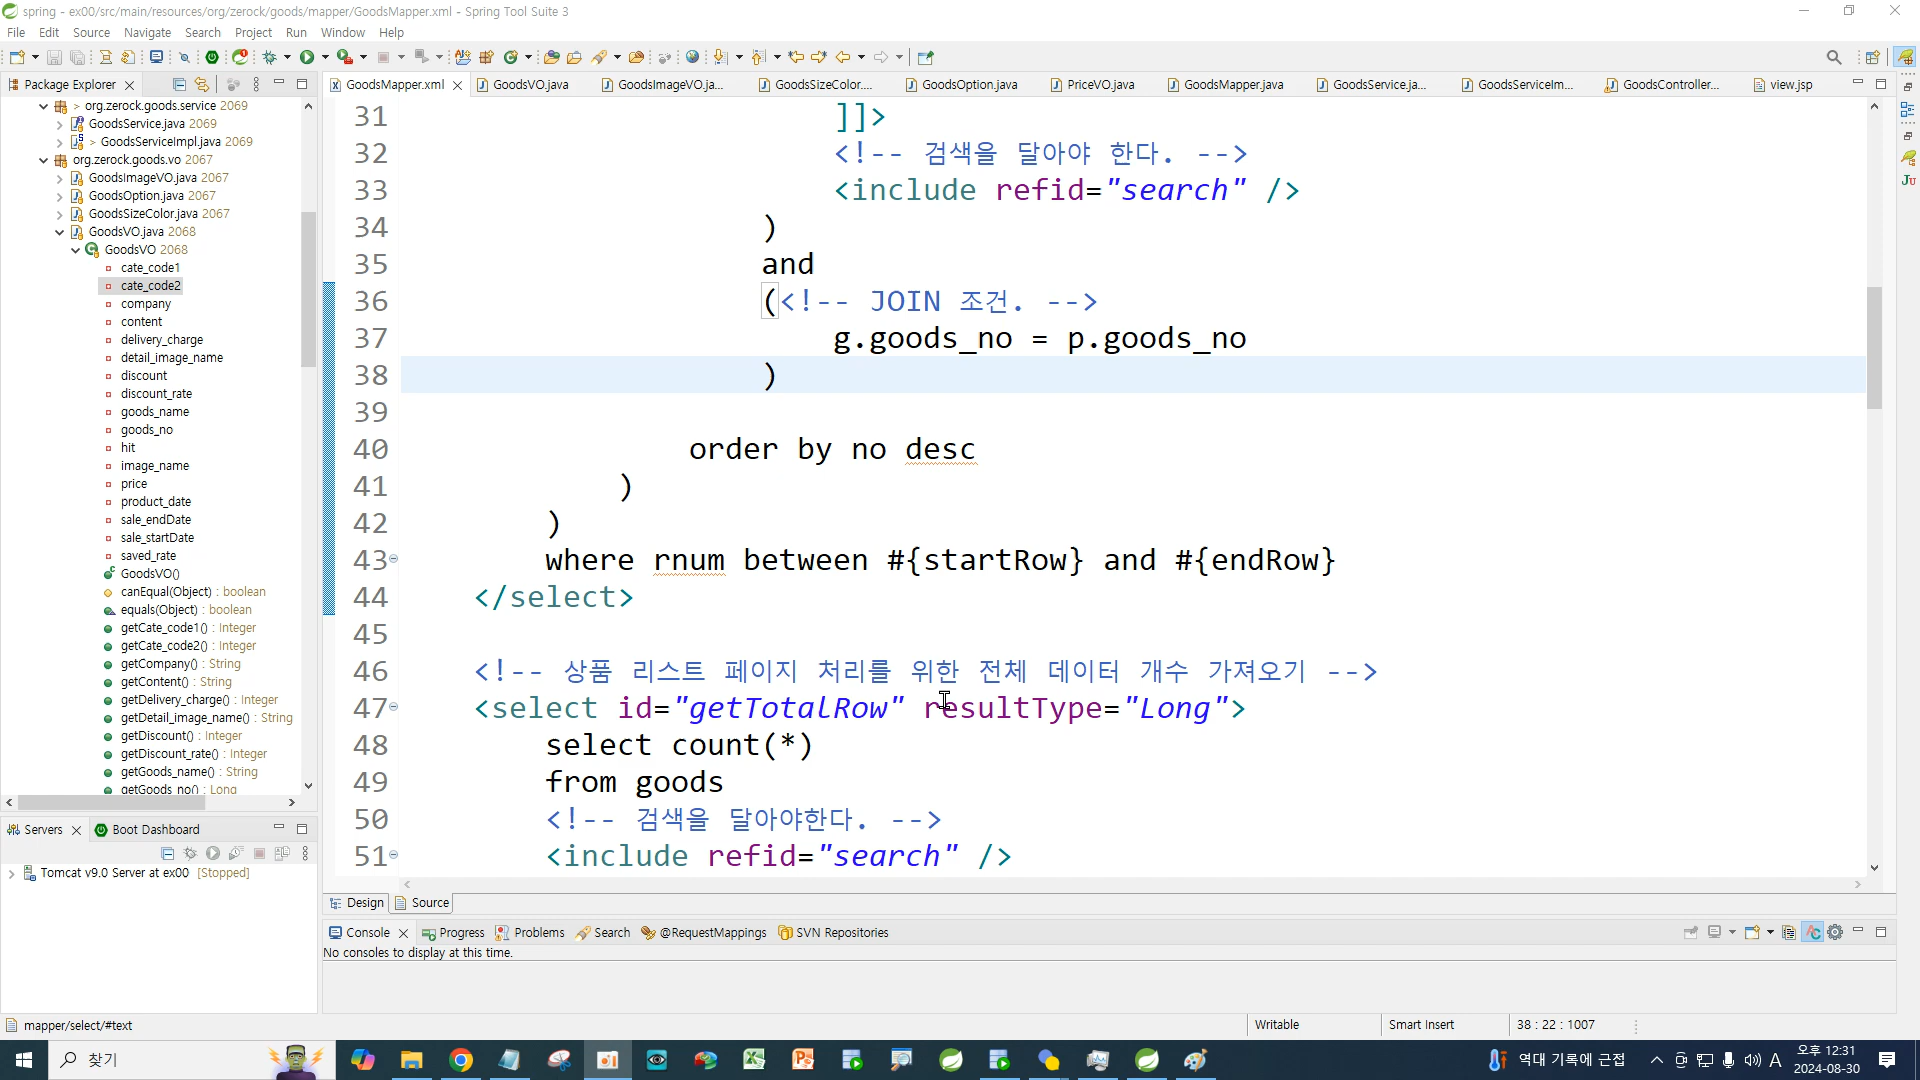 spring - ex00/src/main/resources/org/zerock/goods/mapper/GoodsMapper.xml - Spring Tool Suite 3
File Edit Source Navigate Search Project Run Window Help
Package Explorer
GoodsMapper.xml GoodsVO.java GoodsImageVO.ja... GoodsSizeColor.... GoodsOption.java PriceVO.java GoodsMapper.java GoodsService.ja... GoodsServiceIm... GoodsController... view.jsp
> org.zerock.goods.service 2069
GoodsService.java 2069
> GoodsServiceImpl.java 2069
org.zerock.goods.vo 2067
GoodsImageVO.java 2067
GoodsOption.java 2067
GoodsSizeColor.java 2067
GoodsVO.java 2068
GoodsVO 2068
cate_code1
cate_code2
company
content
delivery_charge
detail_image_name
discount
discount_rate
goods_name
goods_no
hit
image_name
price
product_date
sale_endDate
sale_startDate
saved_rate
GoodsVO()
canEqual(Object) : boolean
equals(Object) : boolean
getCate_code1() : Integer
getCate_code2() : Integer
getCompany() : String
getContent() : String
getDelivery_charge() : Integer
getDetail_image_name() : String
getDiscount() : Integer
getDiscount_rate() : Integer
getGoods_name() : String
getGoods_no() : Long
31 ]]>
32 <!-- 검색을 달아야 한다. -->
33 <include refid="search" />
34 )
35 and
36 (<!-- JOIN 조건. -->
37 g.goods_no = p.goods_no
38 )
39
40 order by no desc
41 )
42 )
43 where rnum between #{startRow} and #{endRow}
44 </select>
45
46 <!-- 상품 리스트 페이지 처리를 위한 전체 데이터 개수 가져오기 -->
47 <select id="getTotalRow" resultType="Long">
48 select count(*)
49 from goods
50 <!-- 검색을 달아야한다. -->
51 <include refid="search" />
Design Source
Servers Boot Dashboard
Tomcat v9.0 Server at ex00 [Stopped]
Console Progress Problems Search @RequestMappings SVN Repositories
No consoles to display at this time.
mapper/select/#text
Writable Smart Insert 38 : 22 : 1007
찾기
역대 기록에 근접
A
오후 12:31
2024-08-30